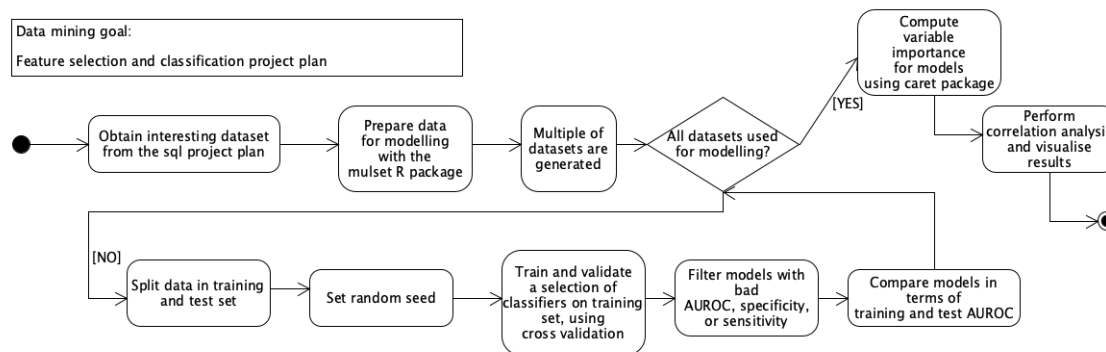 Data mining goal:
Feature selection and classification project plan
Obtain interesting dataset
from the sql project plan
Prepare data
for modelling
with the
mulset R package
Multiple of
datasets are
generated
All datasets used
for modelling?
[YES]
Compute
variable
importance
for models
using caret package
Perform
correlation analysi
and visualise
results
[NO]
Split data in training
and test set
Set random seed
Train and validate
a selection of
classifiers on training
set, using
cross validation
Filter models with
bad
AUROC, specificity,
or sensitivity
Compare models in
terms of
training and test AUROC